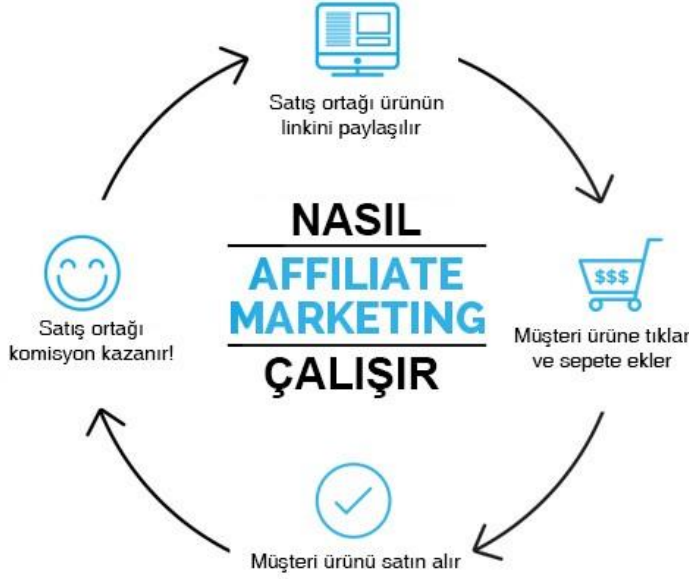 Satış ortağı ürünün
linkini paylaşılır
NASIL
AFFILIATE
MARKETING
ÇALIŞIR
$$$
Müşteri ürüne tıklar
ve sepete ekler
Müşteri ürünü satın alır
Satış ortağı
komisyon kazanır!